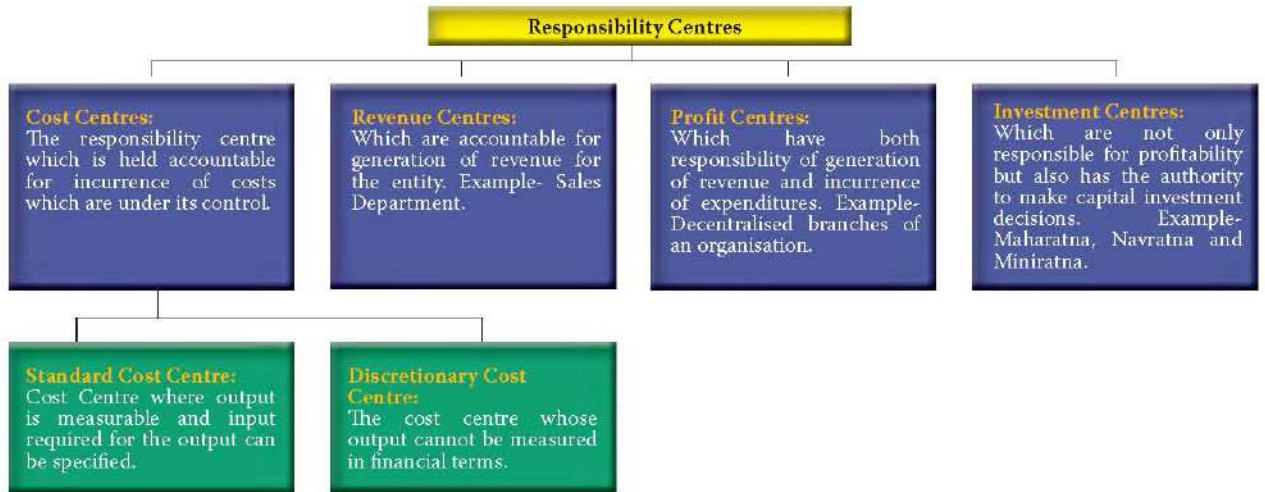 Responsibility Centres
Cost Centres:
The responsibility centre
which is held accountable
for incurrence of costs
which are under its control.
Revenue Centres:
Which are accountable for
generation of revenue for
the entity. Example- Sales
Department.
Profit Centres:
Which have both
responsibility of generation
of revenue and incurrence
of expenditures. Example-
Decentralised branches of
an organisation.
Investment Centres:
Which are not only
responsible for profitability
but also has the authority
to make capital investment
decisions. Example-
Maharatna, Navratna and
Miniratna.
Standard Cost Centre:
Cost Centre where output
is measurable and input
required for the output can
be specified.
Discretionary Cost
Centre:
The cost centre whose
output cannot be measured
in financial terms.